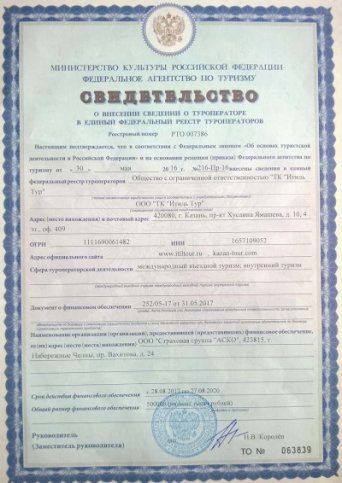 МИНИСТЕРСТВО КУЛЬТУРЫ РОССИЙСКОЙ ФЕДЕРАЦИИ
ФЕДЕРАЛЬНОЕ АГЕНТСТВО ПО ТУРИЗМУ
СВИДЕТЕЛЬСТВО
О ВНЕСЕНИИ СВЕДЕНИЙ О ТУРОПЕРАТОРЕ
В ЕДИНЫЙ ФЕДЕРАЛЬНЫЙ РЕЕСТР ТУРОПЕРАТОРОВ
Реестровый номер РТО 007386
Настоящим подтверждается, что в соответствии с Федеральным законом «Об основах туристской
деятельности в Российской Федерации» и на основании решения (приказа) Федерального агентства по
туризму от « 30 » мая 2016 г. № 216-Пр-16 внесены сведения в единый
федеральный реестр туроператоров Общество с ограниченной ответственностью "ТК "Итиль
Тур"
ООО "ТК "Итиль Тур"
Адрес (место нахождения) и почтовый адрес 420080, г. Казань, пр-кт Хусаина Ямашева, д. 10, 4
эт., оф. 409
ОГРН 1111690061482 ИНН 1657109052
Адрес официального сайта www.itiltour.ru kazan-tour.com
Сфера туроператорской деятельности международный выездной туризм, внутренний туризм
Документ о финансовом обеспечении 252/05-17 от 31.05.2017
Наименование организации (организаций), предоставившей (предоставивших) финансовое обеспечение,
ее (их) адрес (место нахождения) ООО "Страховая группа "АСКО", 423815, г.
Набережные Челны, пр. Вахитова, д. 24
Срок действия финансового обеспечения с 28.08.2017 по 27.08.2020
Общий размер финансового обеспечения 500000 рублей)
Руководитель
(Заместитель руководителя) Н.В. Королёв
ТО № 063839